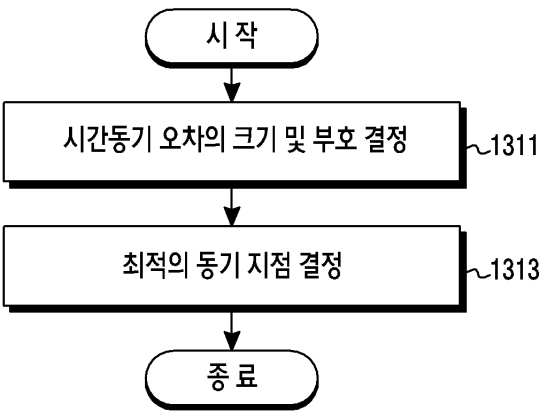 시 작
시간동기 오차의 크기 및 부호 결정
1311
최적의 동기 지점 결정
1313
종 료